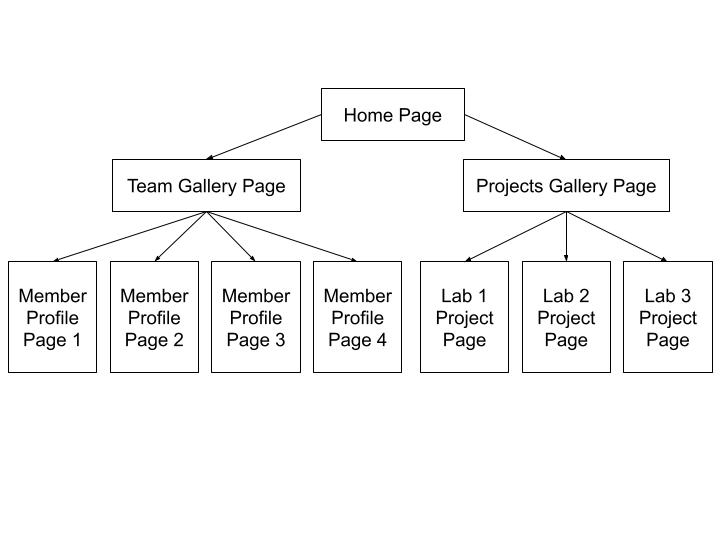 Home Page
Team Gallery Page
Projects Gallery Page
Member
Profile
Page 1
Member
Profile
Page 2
Member
Profile
Page 3
Member
Profile
Page 4
Lab 1
Project
Page
Lab 2
Project
Page
Lab 3
Project
Page